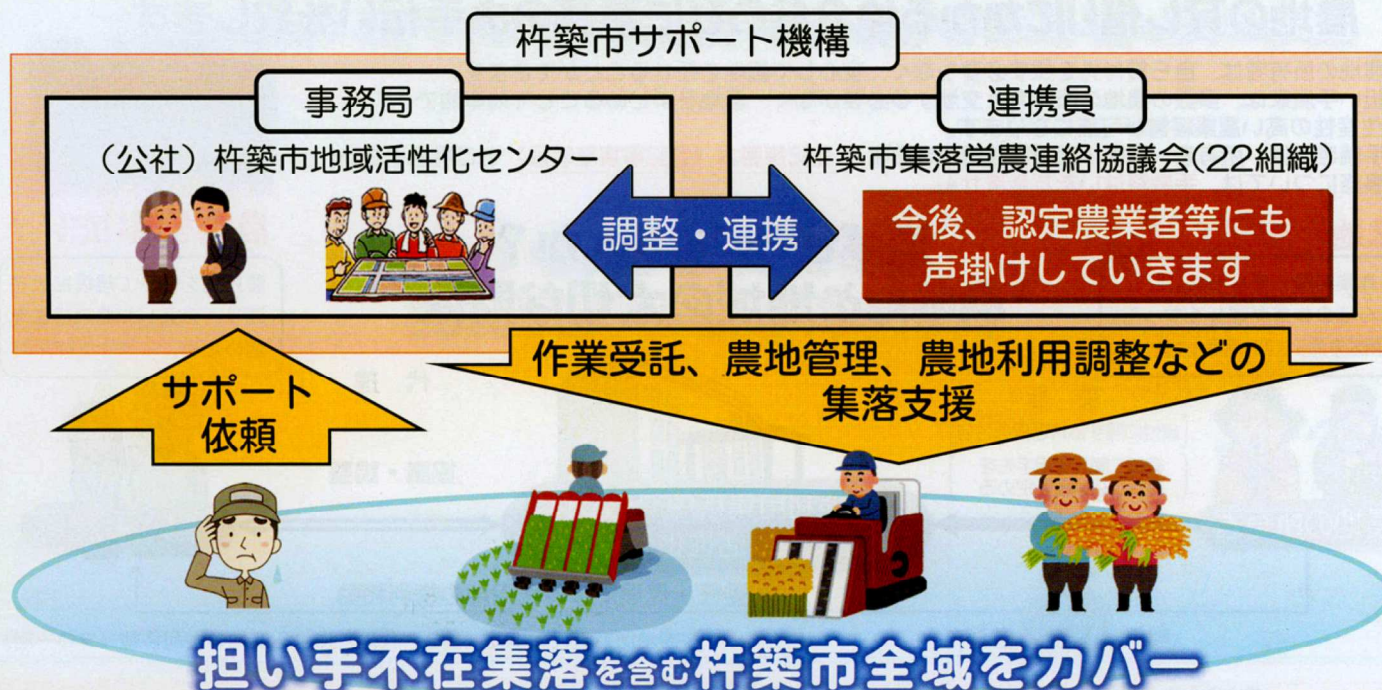 杵築市サポート機構
事務局
（公社）杵築市地域活性化センター
連携員
杵築市集落営農連絡協議会(22組織)
調整・連携
今後、認定農業者等にも
声掛けしていきます
サポート
依頼
作業受託、農地管理、農地利用調整などの
集落支援
担い手不在集落を含む杵築市全域をカバー